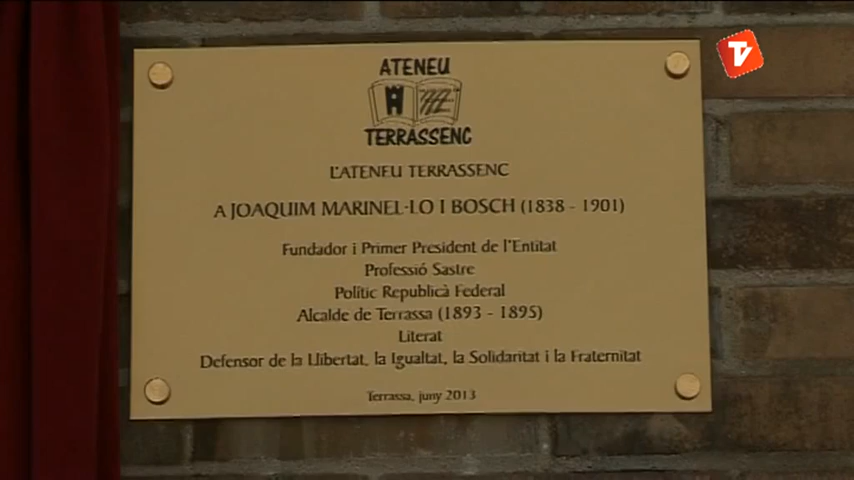 ATENEU
TERRASSENC
L'ATENEU TERRASSENC
A JOAQUIM MARINEL·LO I BOSCH (1838 - 1901)
Fundador i Primer President de l'Entitat
Professió Sastre
Polític Republicà Federal
Alcalde de Terrassa (1893 - 1895)
Literat
Defensor de la Llibertat, la Igualtat, la Solidaritat i la Fraternitat
Terrassa, juny 2013
TV